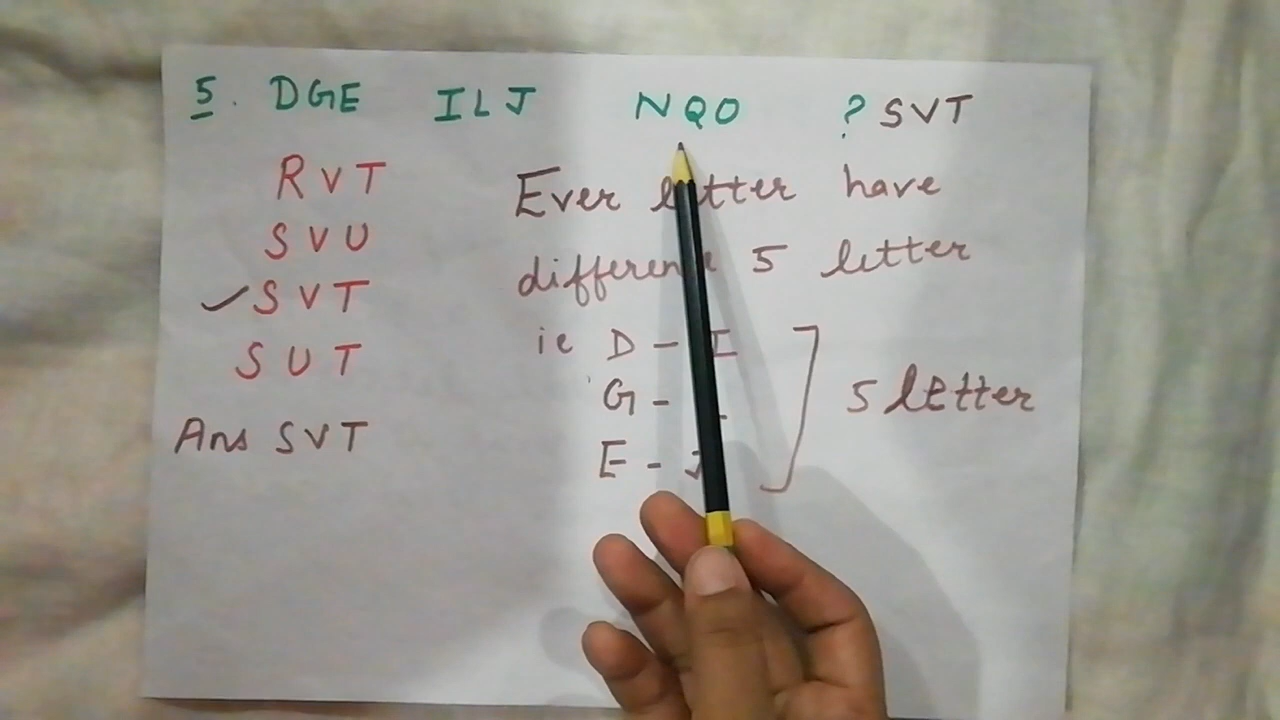 5. DGE ILJ NQO ? SVT
RVT
SVU
✓SVT
SUT
Ans SVT
Ever letter have
5 letter
ie D - I
G -
E - J
5 letter